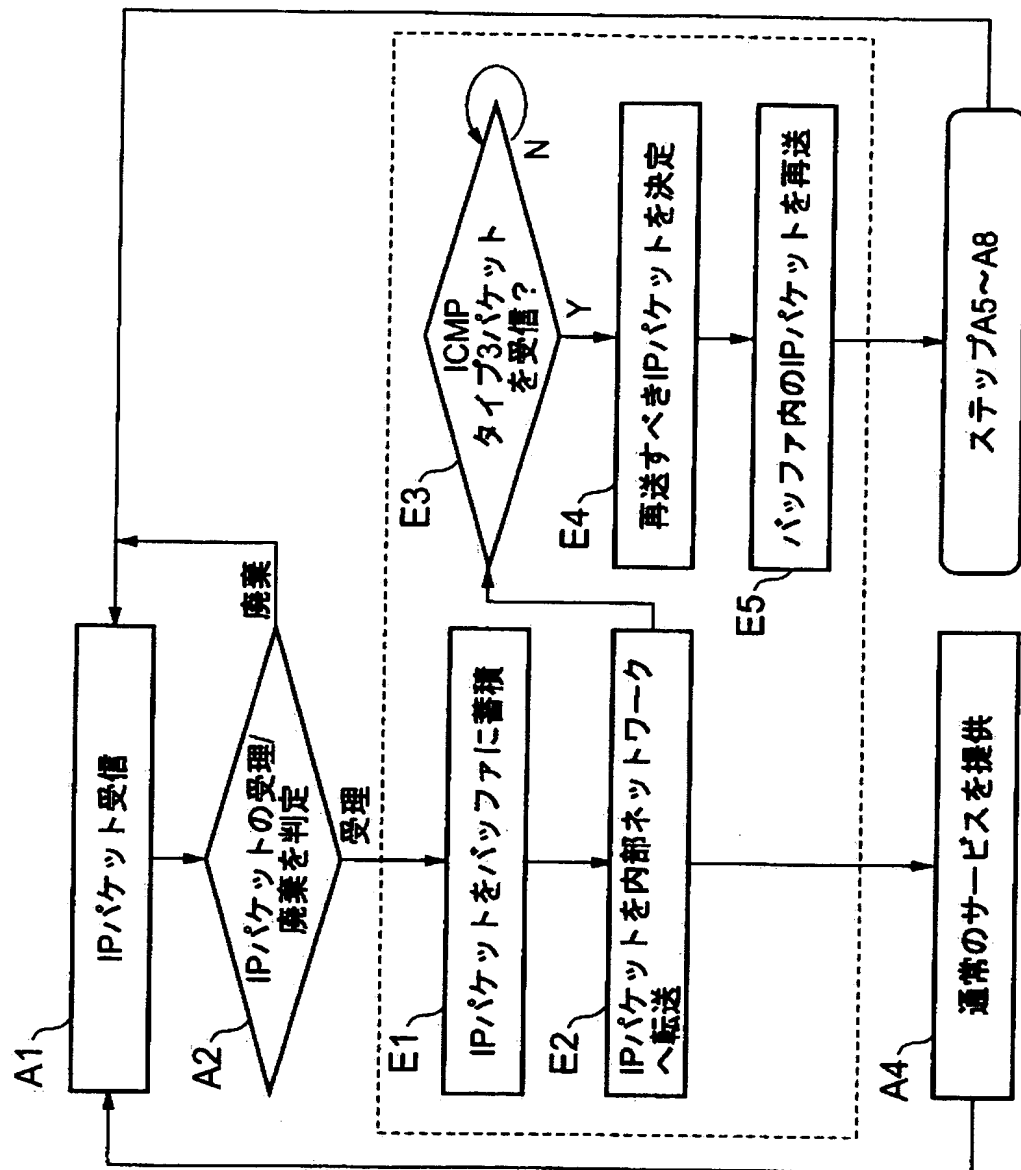 A1
IPパケット受信
A2
IPパケットの受理/
廃棄を判定
廃棄
受理
E1
IPパケットをバッファに蓄積
E2
IPパケットを内部ネットワーク
へ転送
A4
通常のサービスを提供
E3
ICMP
タイプ3パケット
を受信?
N
Y
E4
再送すべきIPパケットを決定
E5
バッファ内のIPパケットを再送
ステップA5~A8